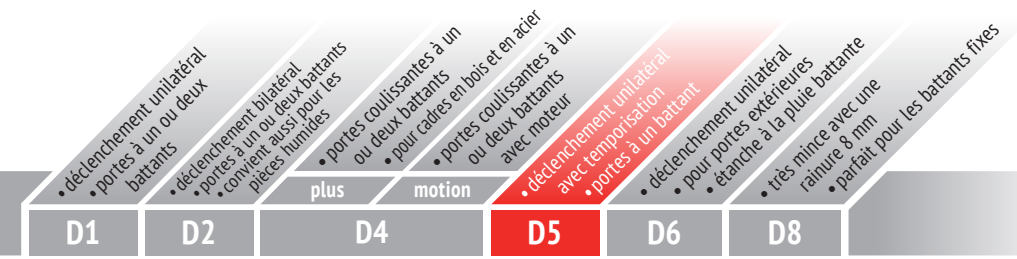 • déclenchement unilatéral
• portes à un ou deux
battants
• déclenchement bilatéral
• portes à un ou deux battants
• convient aussi pour les
pièces humides
• portes coulissantes à un
ou deux battants
• pour cadres en bois et en acier
• portes coulissantes à un
ou deux battants
avec moteur
• déclenchement unilatéral
avec temporisation
• portes à un battant
• déclenchement unilatéral
• pour portes extérieures
• étanche à la pluie battante
• très mince avec une
rainure 8 mm
• parfait pour les battants fixes
plus
motion
D1
D2
D4
D5
D6
D8